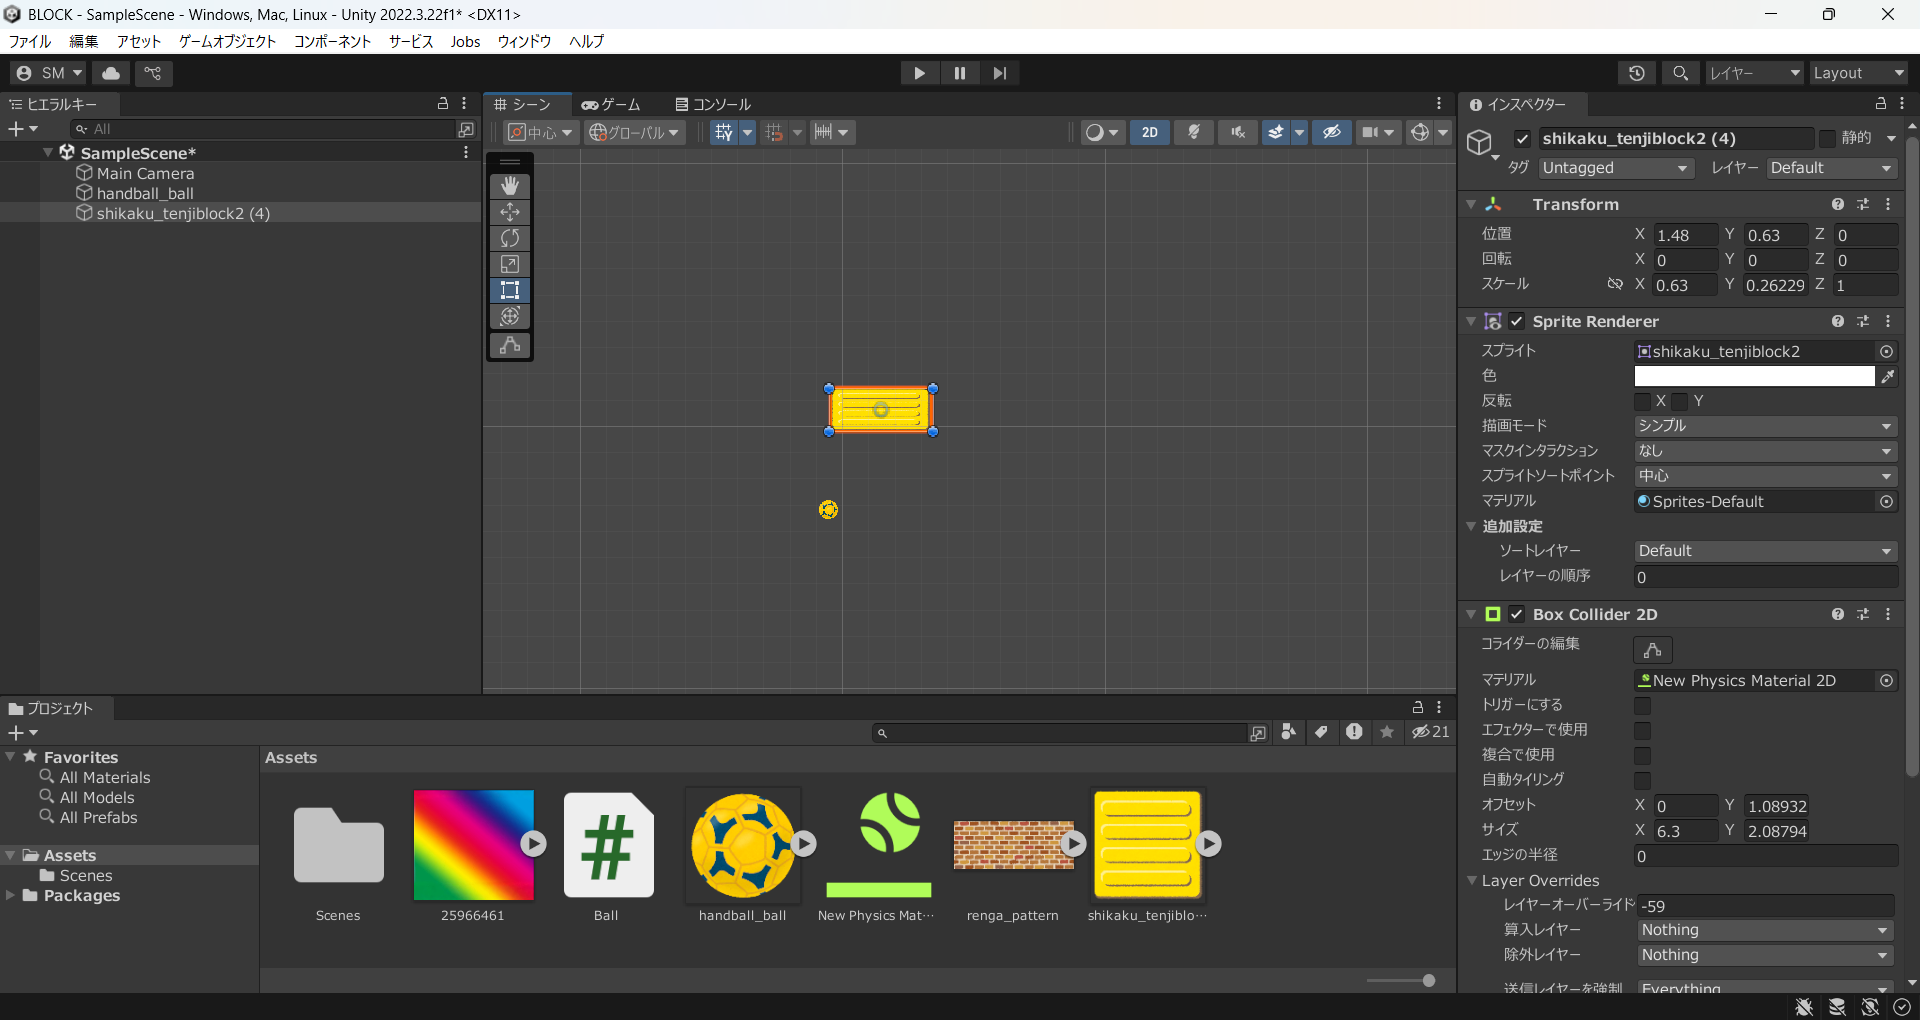 BLOCK - SampleScene - Windows, Mac, Linux - Unity 2022.3.22f1* <DX11>
ファイル 編集 アセット ゲームオブジェクト コンポーネント サービス Jobs ウィンドウ ヘルプ
SM
レイヤー
Layout
ヒエラルキー
All
SampleScene*
Main Camera
handball_ball
shikaku_tenjiblock2 (4)
シーン ゲーム コンソール
中心 グローバル 2D
インスペクター
shikaku_tenjiblock2 (4) 静的
タグ Untagged レイヤー Default
Transform
位置 X 1.48 Y 0.63 Z 0
回転 X 0 Y 0 Z 0
スケール X 0.63 Y 0.26229 Z 1
Sprite Renderer
スプライト shikaku_tenjiblock2
色
反転 X Y
描画モード シンプル
マスクインタラクション なし
スプライトソートポイント 中心
マテリアル Sprites-Default
追加設定
ソートレイヤー Default
レイヤーの順序 0
Box Collider 2D
コライダーの編集
マテリアル New Physics Material 2D
トリガーにする
エフェクターで使用
複合で使用
自動タイリング
オフセット X 0 Y 1.08932
サイズ X 6.3 Y 2.08794
エッジの半径 0
Layer Overrides
レイヤーオーバーライド -59
算入レイヤー Nothing
除外レイヤー Nothing
送信レイヤーを強制 Everything
プロジェクト
21
Favorites
All Materials
All Models
All Prefabs
Assets
Scenes
Packages
Assets
Scenes
25966461
Ball
handball_ball
New Physics Mat...
renga_pattern
shikaku_tenjiblo...